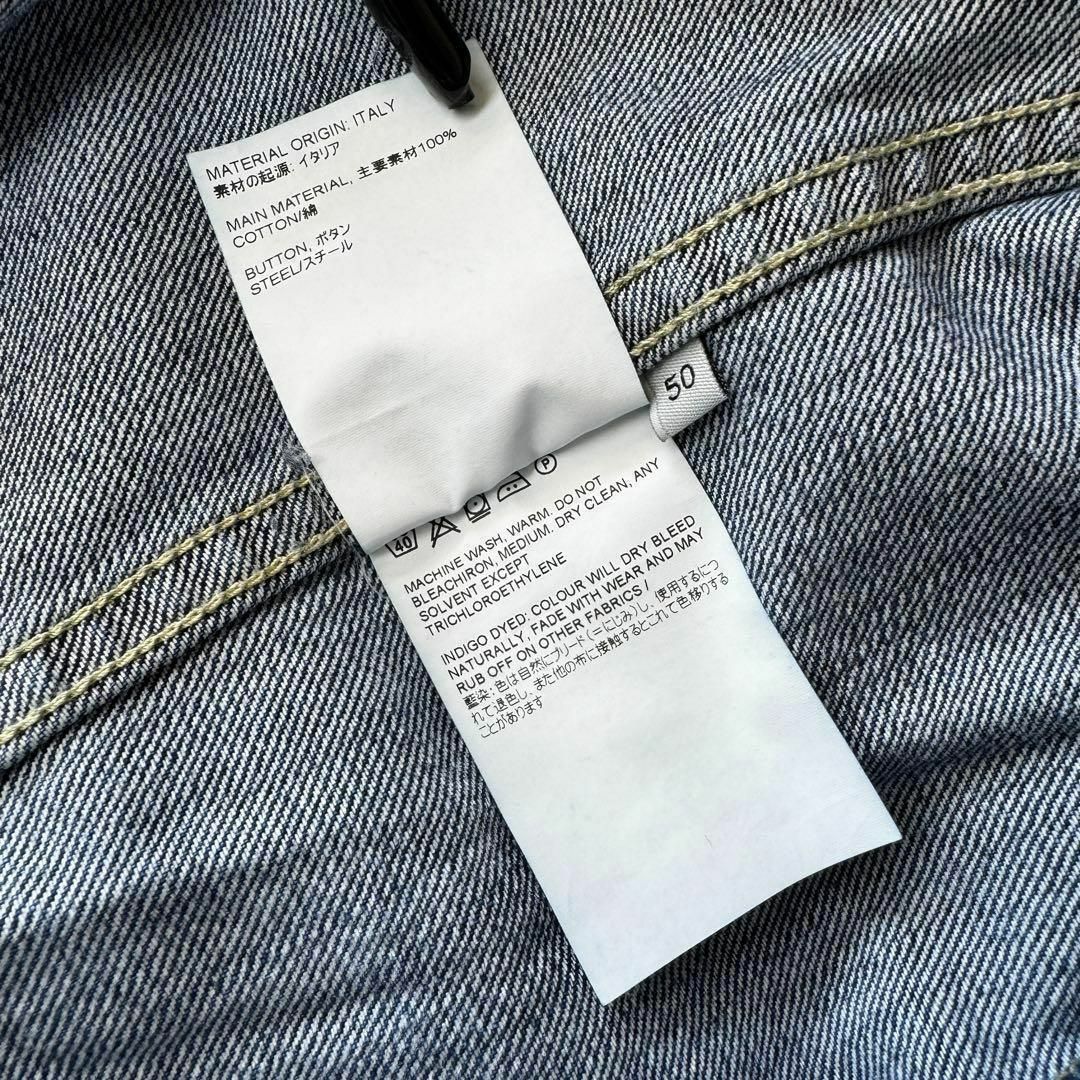 MATERIAL ORIGIN: ITALY
素材の起源: イタリア
MAIN MATERIAL, 主要素材100%
COTTON/綿
BUTTON, ボタン
STEEL/スチール
50
40
P
MACHINE WASH, WARM. DO NOT
BLEACHIRON, MEDIUM. DRY CLEAN, ANY
SOLVENT EXCEPT
TRICHLOROETHYLENE
INDIGO DYED: COLOUR WILL DRY BLEED
NATURALLY, FADE WITH WEAR AND MAY
RUB OFF ON OTHER FABRICS /
藍染: 色は自然にブリード(=にじみ)し、使用するにつ
れて退色し、また他の布に接触するとこれて色移りする
ことがあります